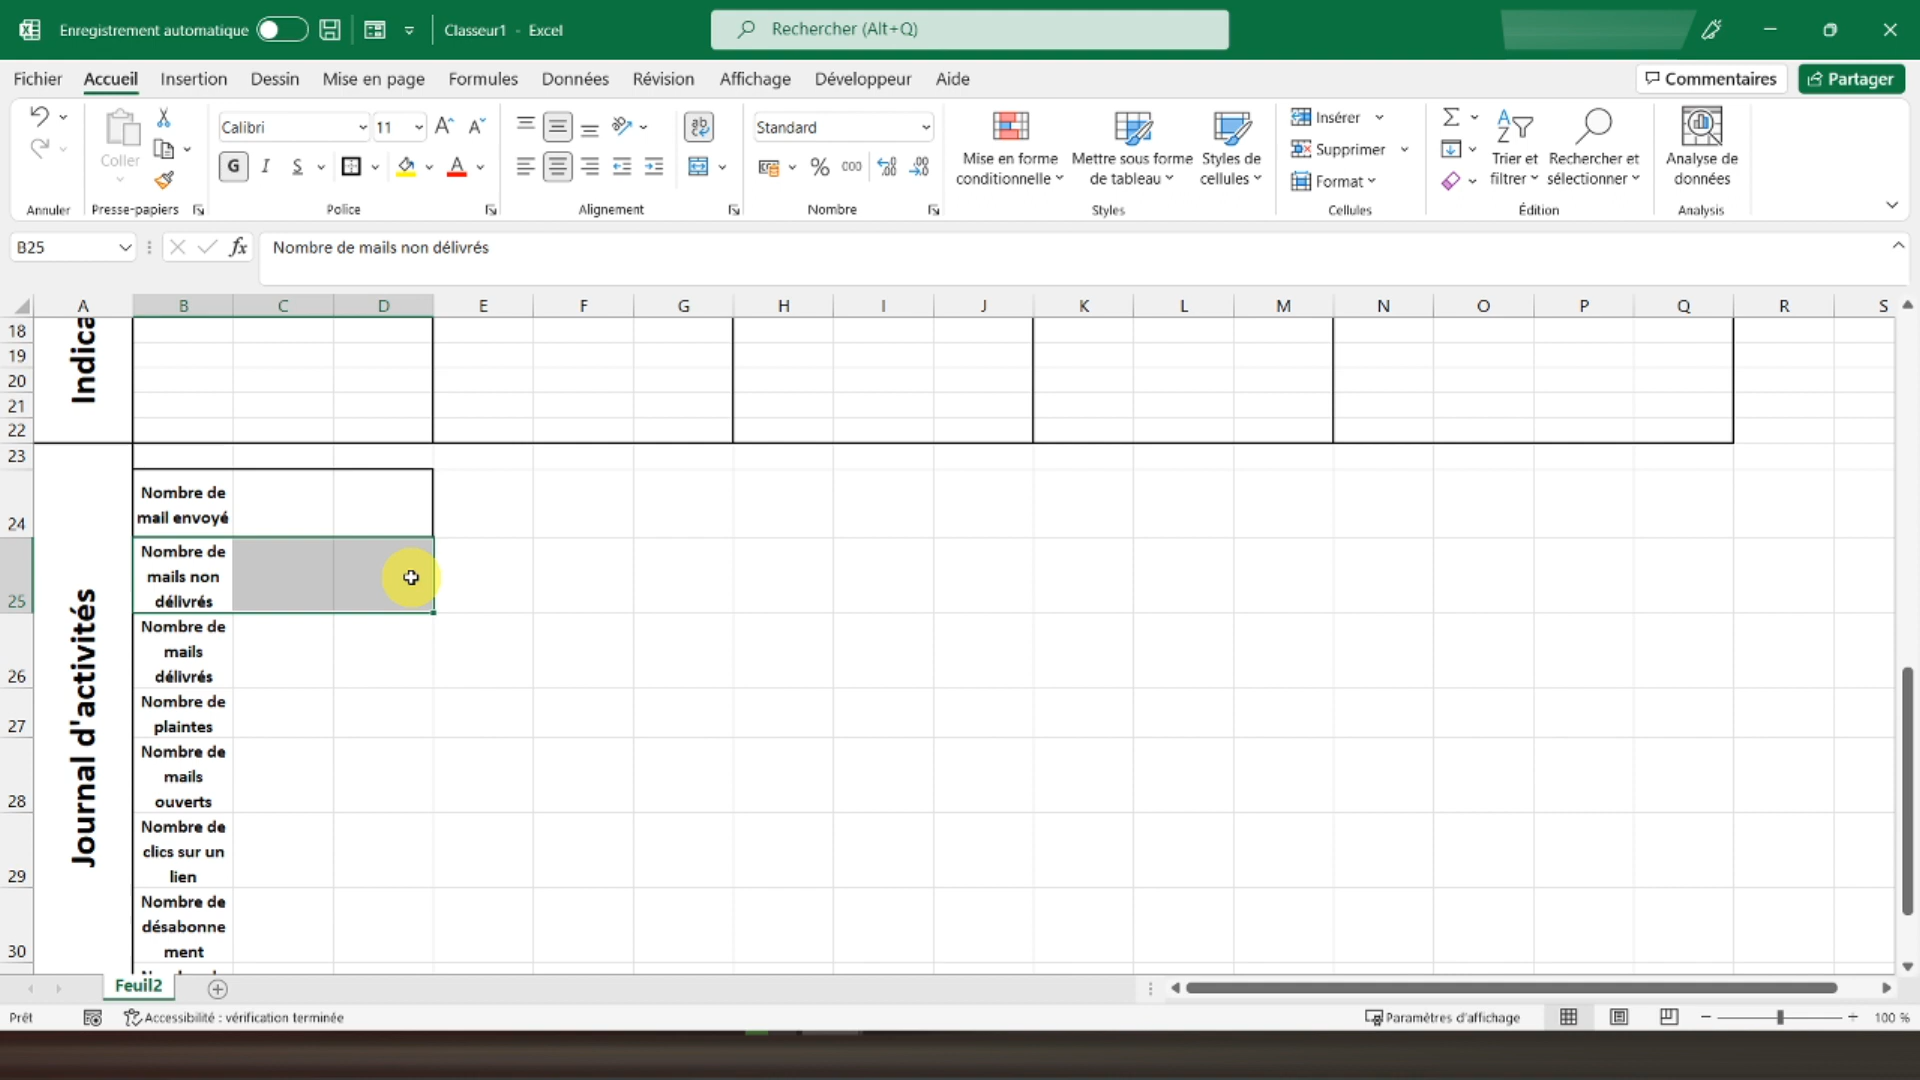 Enregistrement automatique
Classeur1 - Excel
Rechercher (Alt+Q)
Fichier Accueil Insertion Dessin Mise en page Formules Données Révision Affichage Développeur Aide
Commentaires Partager
Coller
Calibri 11
G I S
Standard
% 000
Mise en forme conditionnelle
Mettre sous forme de tableau
Styles de cellules
Insérer
Supprimer
Format
Trier et filtrer
Rechercher et sélectionner
Analyse de données
Annuler Presse-papiers Police Alignement Nombre Styles Cellules Édition Analysis
B25 fx Nombre de mails non délivrés
A B C D E F G H I J K L M N O P Q R S
18
19
20
21
22
23
24
25
26
27
28
29
30
Indica
Journal d'activités
Nombre de
mail envoyé
Nombre de
mails non
délivrés
Nombre de
mails
délivrés
Nombre de
plaintes
Nombre de
mails
ouverts
Nombre de
clics sur un
lien
Nombre de
désabonne
ment
Feuil2
Prêt
Accessibilité : vérification terminée
Paramètres d'affichage
100 %